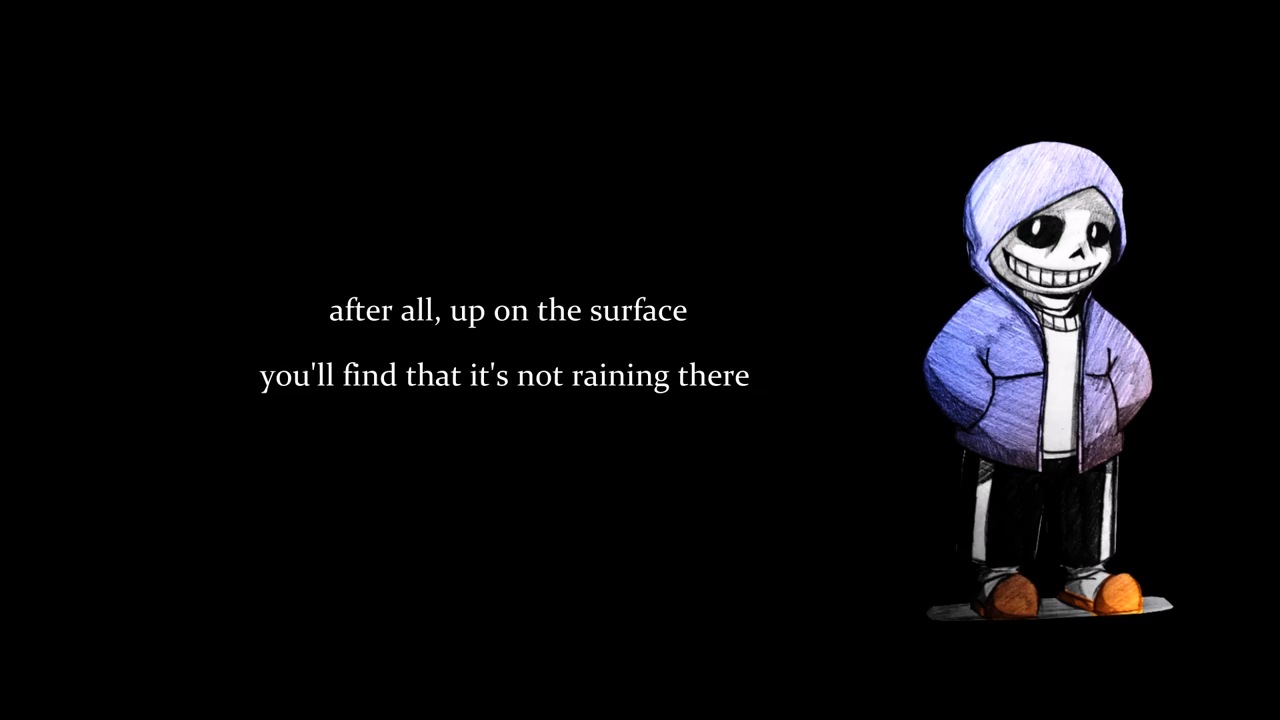 after all, up on the surface
you'll find that it's not raining there